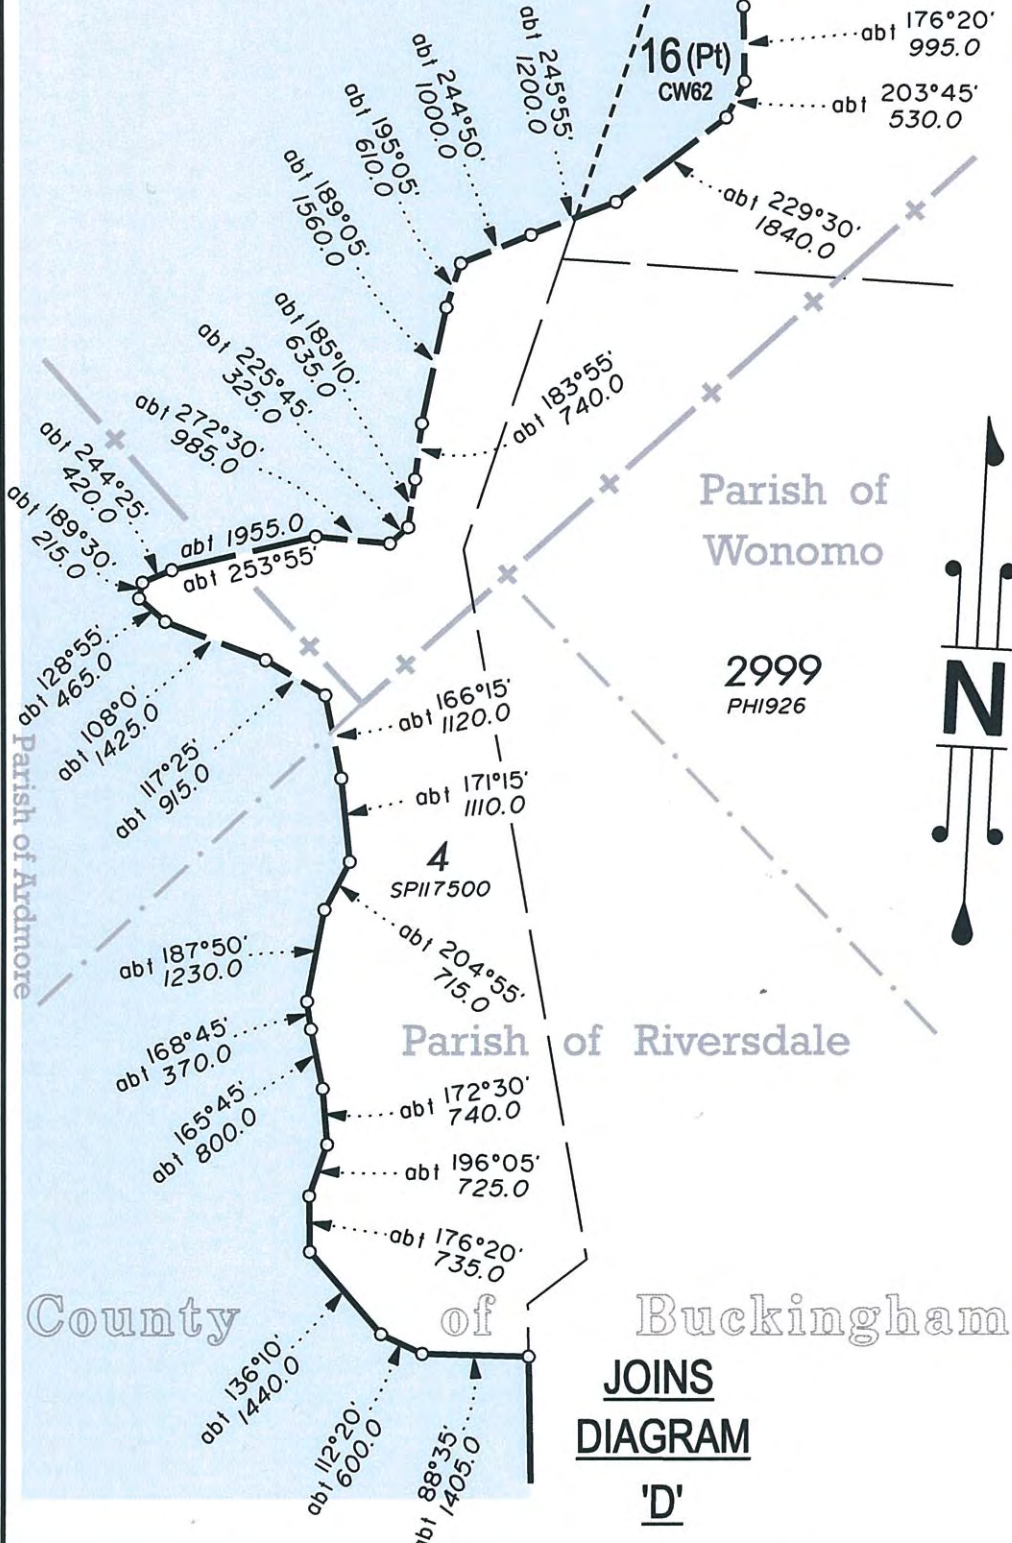 abt 176°20'
995.0
16 (Pt)
CW62
abt 203°45'
530.0
abt 245°55'
1200.0
abt 244°50'
1000.0
abt 195°05'
610.0
abt 189°05'
1560.0
abt 229°30'
1840.0
abt 185°10'
635.0
abt 225°45'
325.0
abt 272°30'
985.0
abt 183°55'
740.0
abt 244°25'
420.0
abt 189°30'
215.0
abt 1955.0
abt 253°55'
Parish of
Wonomo
2999
PH1926
abt 128°55'
465.0
abt 108°0'
1425.0
abt 117°25'
915.0
abt 166°15'
1120.0
N
Parish of Ardmore
abt 171°15'
1110.0
4
SP117500
abt 187°50'
1230.0
abt 204°55'
715.0
abt 168°45'
370.0
Parish of Riversdale
abt 165°45'
800.0
abt 172°30'
740.0
abt 196°05'
725.0
abt 176°20'
735.0
County of Buckingham
abt 136°10'
1440.0
abt 112°20'
600.0
abt 88°35'
1405.0
JOINS
DIAGRAM
'D'